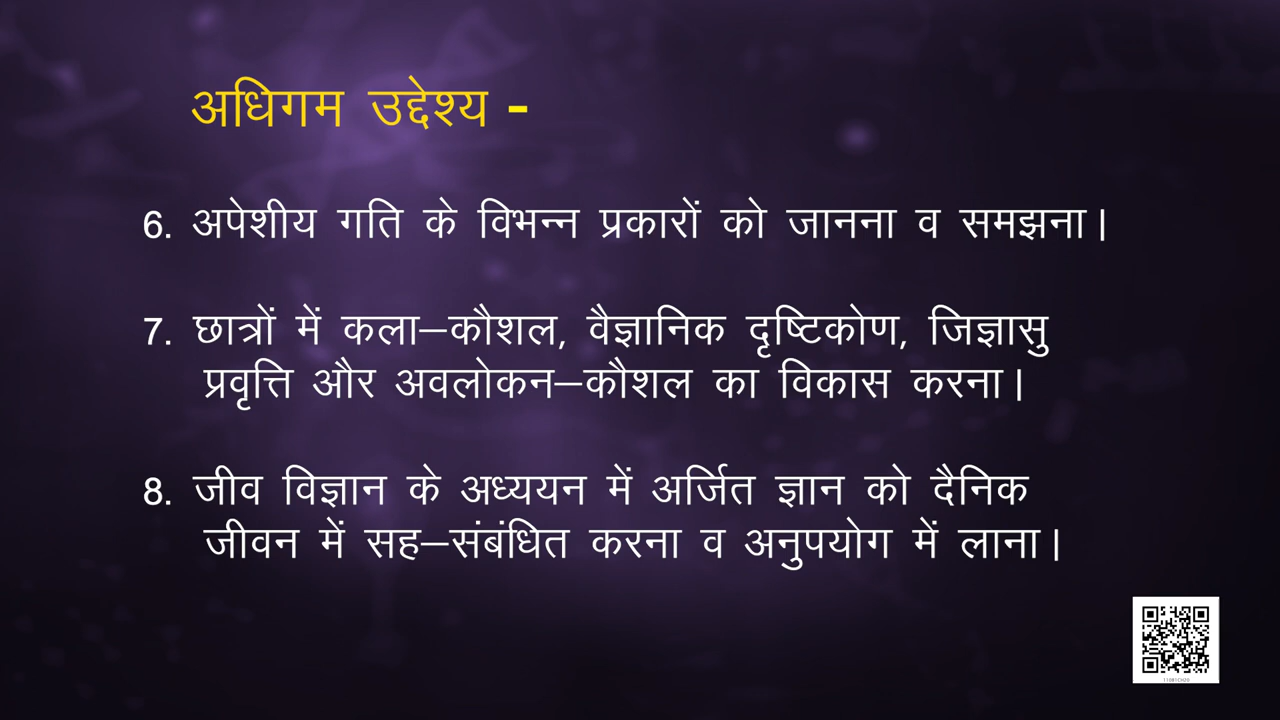 अधिगम उद्देश्य -
6. अपेशीय गति के विभन्न प्रकारों को जानना व समझना।
7. छात्रों में कला–कौशल, वैज्ञानिक दृष्टिकोण, जिज्ञासु
प्रवृत्ति और अवलोकन–कौशल का विकास करना।
8. जीव विज्ञान के अध्ययन में अर्जित ज्ञान को दैनिक
जीवन में सह–संबंधित करना व अनुपयोग में लाना।